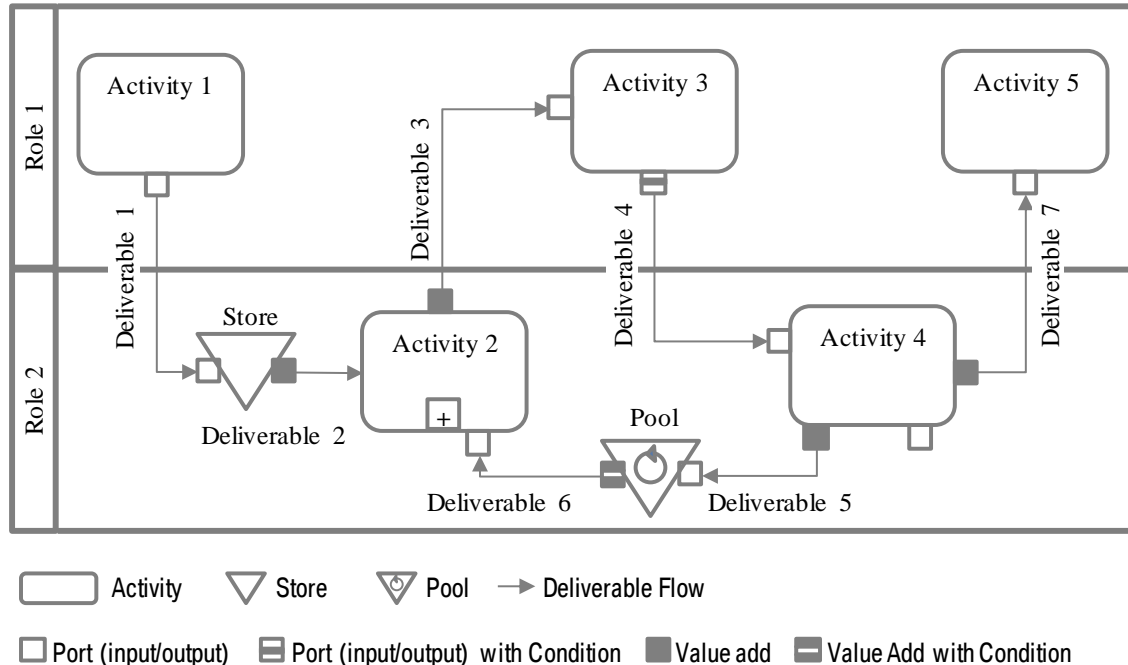 Role 1
Activity 1
Activity 3
Activity 5
Deliverable 1
Deliverable 3
Deliverable 4
Deliverable 7
Role 2
Store
Activity 2
Activity 4
+
Deliverable 2
Pool
Deliverable 6
Deliverable 5
Activity
Store
Pool
Deliverable Flow
Port (input/output)
Port (input/output) with Condition
Value add
Value Add with Condition